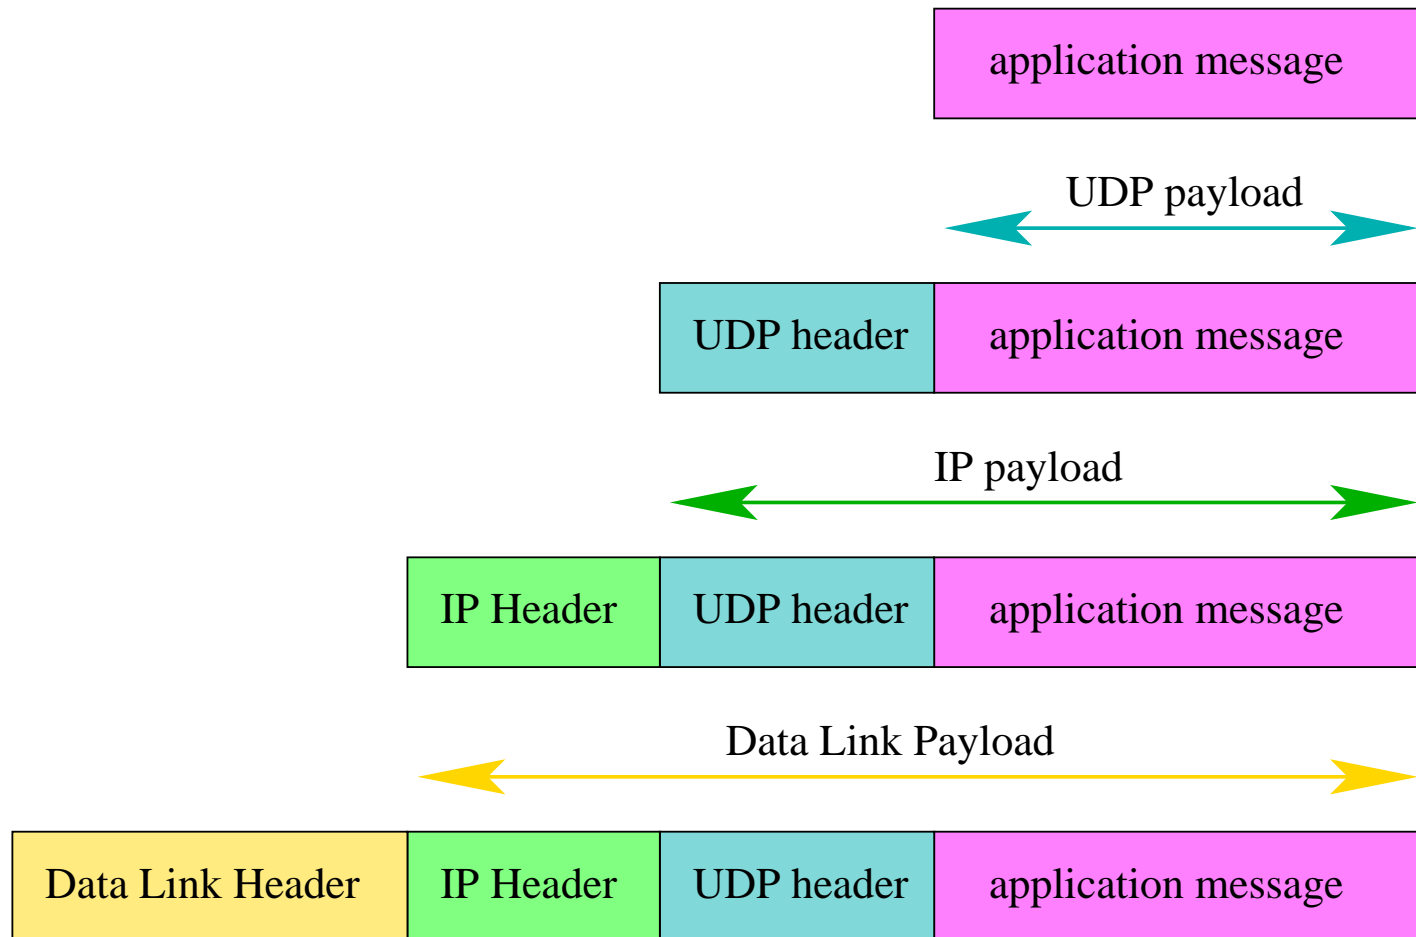 application message
UDP payload
UDP header application message
IP payload
IP Header UDP header application message
Data Link Payload
Data Link Header IP Header UDP header application message